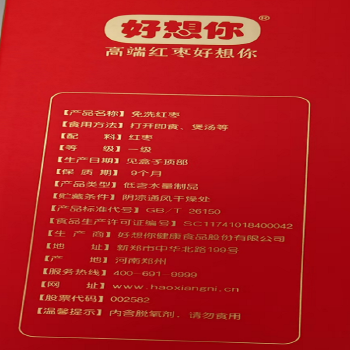 好想你®
高端红枣好想你
【产品名称】免洗红枣
【食用方法】打开即食、煲汤等
【配 料】红枣
【等 级】一级
【生产日期】见盒子顶部
【保 质 期】9个月
【产品类型】低含水量制品
【贮藏条件】阴凉通风干燥处
【产品标准代号】GB/T 26150
【食品生产许可证编号】SC11741018400042
【生 产 商】好想你健康食品股份有限公司
【地 址】新郑市中华北路199号
【产 地】河南郑州
【服务热线】400-691-9999
【网 址】www.haoxiangni.cn
【股票代码】002582
【温馨提示】内含脱氧剂，请勿食用